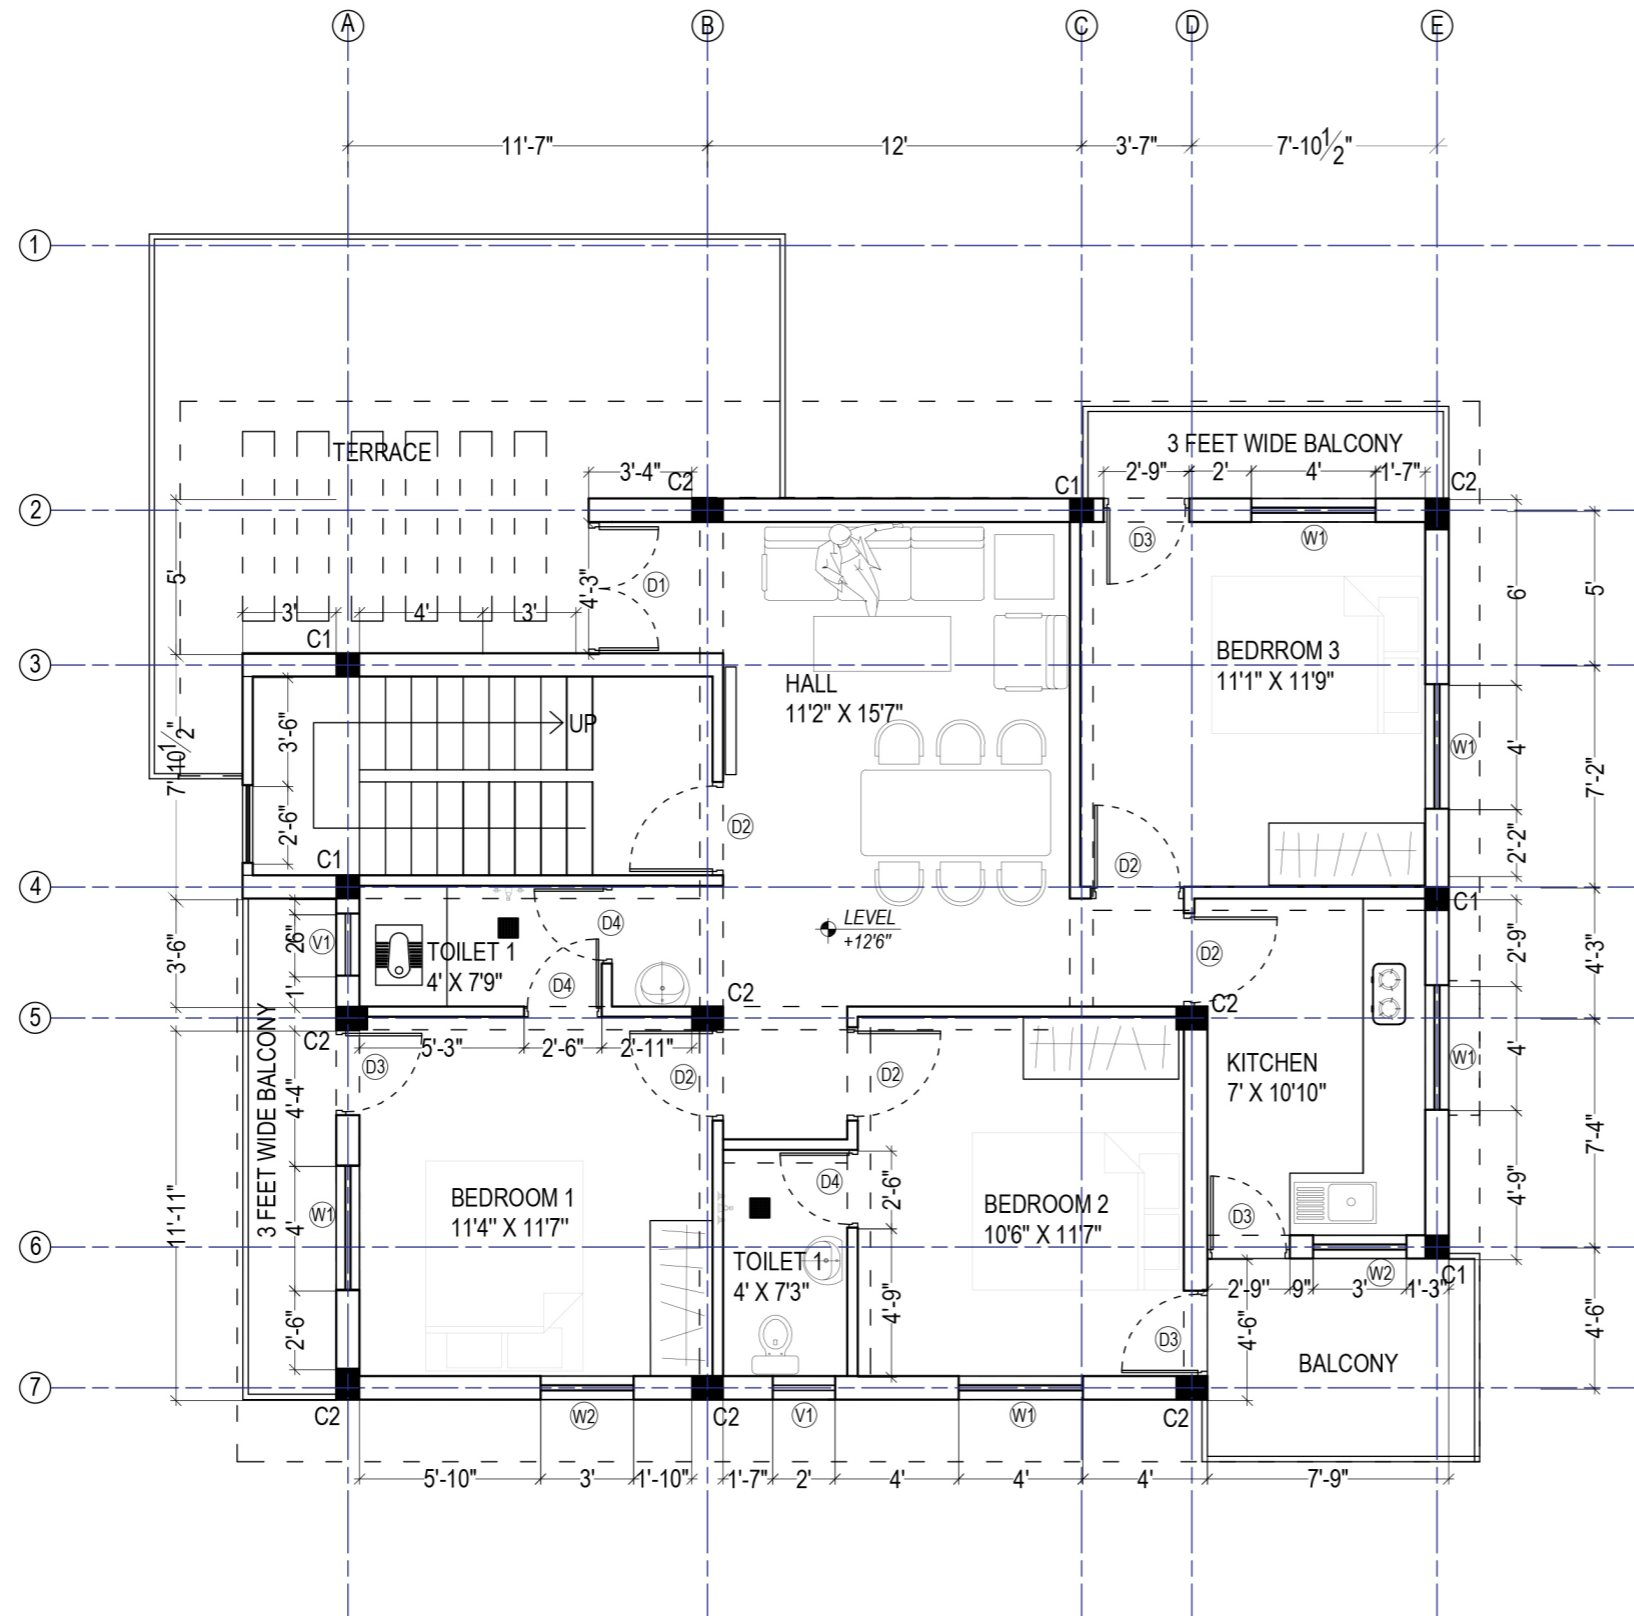 A
B
C
D
E
11'-7"
12'
3'-7"
7'-10 1/2"
1
TERRACE
3 FEET WIDE BALCONY
3'-4"
C2
C1
2'-9"
2'
4'
1'-7"
C2
2
D3
W1
5'
4'-3"
D1
6'
5'
3'
4'
3'
C1
3
BEDRROM 3
11'1" X 11'9"
HALL
11'2" X 15'7"
UP
3'-6"
7'-10 1/2"
W1
4'
7'-2"
2'-6"
D2
2'-2"
C1
D2
4
C1
LEVEL
+12'6"
D4
V1
26"
3'-6"
TOILET 1
4' X 7'9"
D2
2'-9"
4'-3"
1'
D4
C2
C2
5
C2
5'-3"
2'-6"
2'-11"
D3
D2
D2
KITCHEN
7' X 10'10"
W1
4'
4'-4"
3 FEET WIDE BALCONY
7'-4"
4'-9"
D4
2'-6"
BEDROOM 1
11'4" X 11'7"
BEDROOM 2
10'6" X 11'7"
11'-11"
W1
4'
D3
6
TOILET 1
4' X 7'3"
W2
C1
2'-9"
9"
3'
1'-3"
4'-9"
4'-6"
4'-6"
2'-6"
D3
BALCONY
7
C2
W2
C2
V1
W1
C2
5'-10"
3'
1'-10"
1'-7"
2'
4'
4'
4'
7'-9"